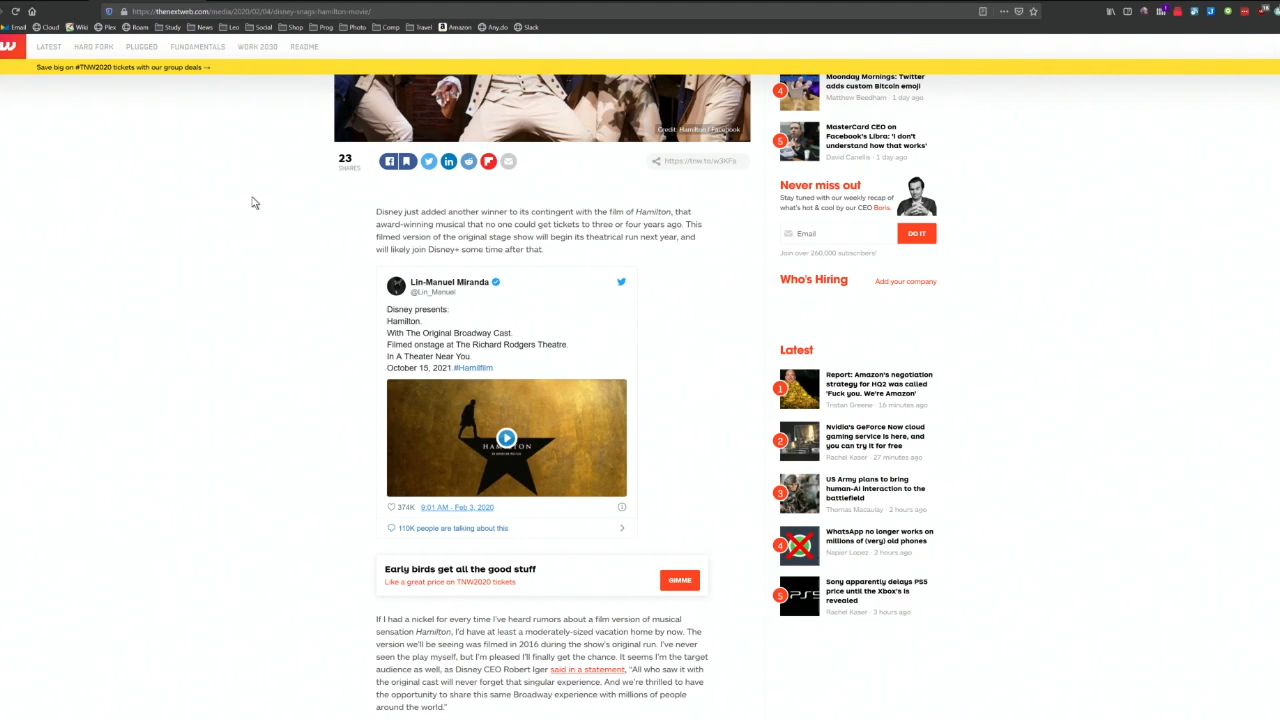 https://thenextweb.com/media/2020/02/04/disney-snags-hamilton-movie/
Email Cloud Wiki Plex Roam Study News Leo Social Shop Prog Photo Comp Travel Amazon Any.do Slack
LATEST HARD FORK PLUGGED FUNDAMENTALS WORK 2030 README
Save big on #TNW2020 tickets with our group deals →
Credit: Hamilton / Facebook
23
SHARES
https://tnw.to/w3KFa
Disney just added another winner to its contingent with the film of Hamilton, that
award-winning musical that no one could get tickets to three or four years ago. This
filmed version of the original stage show will begin its theatrical run next year, and
will likely join Disney+ some time after that.
Lin-Manuel Miranda
@Lin_Manuel
Disney presents:
Hamilton.
With The Original Broadway Cast.
Filmed onstage at The Richard Rodgers Theatre.
In A Theater Near You.
October 15, 2021.#Hamilfilm
HAMILTON
374K 9:01 AM - Feb 3, 2020
110K people are talking about this
Early birds get all the good stuff
Like a great price on TNW2020 tickets
GIMME
If I had a nickel for every time I've heard rumors about a film version of musical
sensation Hamilton, I'd have at least a moderately-sized vacation home by now. The
version we'll be seeing was filmed in 2016 during the show's original run. I've never
seen the play myself, but I'm pleased I'll finally get the chance. It seems I'm the target
audience as well, as Disney CEO Robert Iger said in a statement, "All who saw it with
the original cast will never forget that singular experience. And we're thrilled to have
the opportunity to share this same Broadway experience with millions of people
around the world."
4
Moonday Mornings: Twitter
adds custom Bitcoin emoji
Matthew Beedham · 1 day ago
5
MasterCard CEO on
Facebook's Libra: 'I don't
understand how that works'
David Canellis · 1 day ago
Never miss out
Stay tuned with our weekly recap of
what's hot & cool by our CEO Boris.
Email
DO IT
Join over 260,000 subscribers!
Who's Hiring
Add your company
Latest
1
Report: Amazon's negotiation
strategy for HQ2 was called
'Fuck you. We're Amazon'
Tristan Greene · 16 minutes ago
2
Nvidia's GeForce Now cloud
gaming service is here, and
you can try it for free
Rachel Kaser · 27 minutes ago
3
US Army plans to bring
human-AI interaction to the
battlefield
Thomas Macaulay · 2 hours ago
4
WhatsApp no longer works on
millions of (very) old phones
Napier Lopez · 2 hours ago
5
Sony apparently delays PS5
price until the Xbox's is
revealed
Rachel Kaser · 3 hours ago